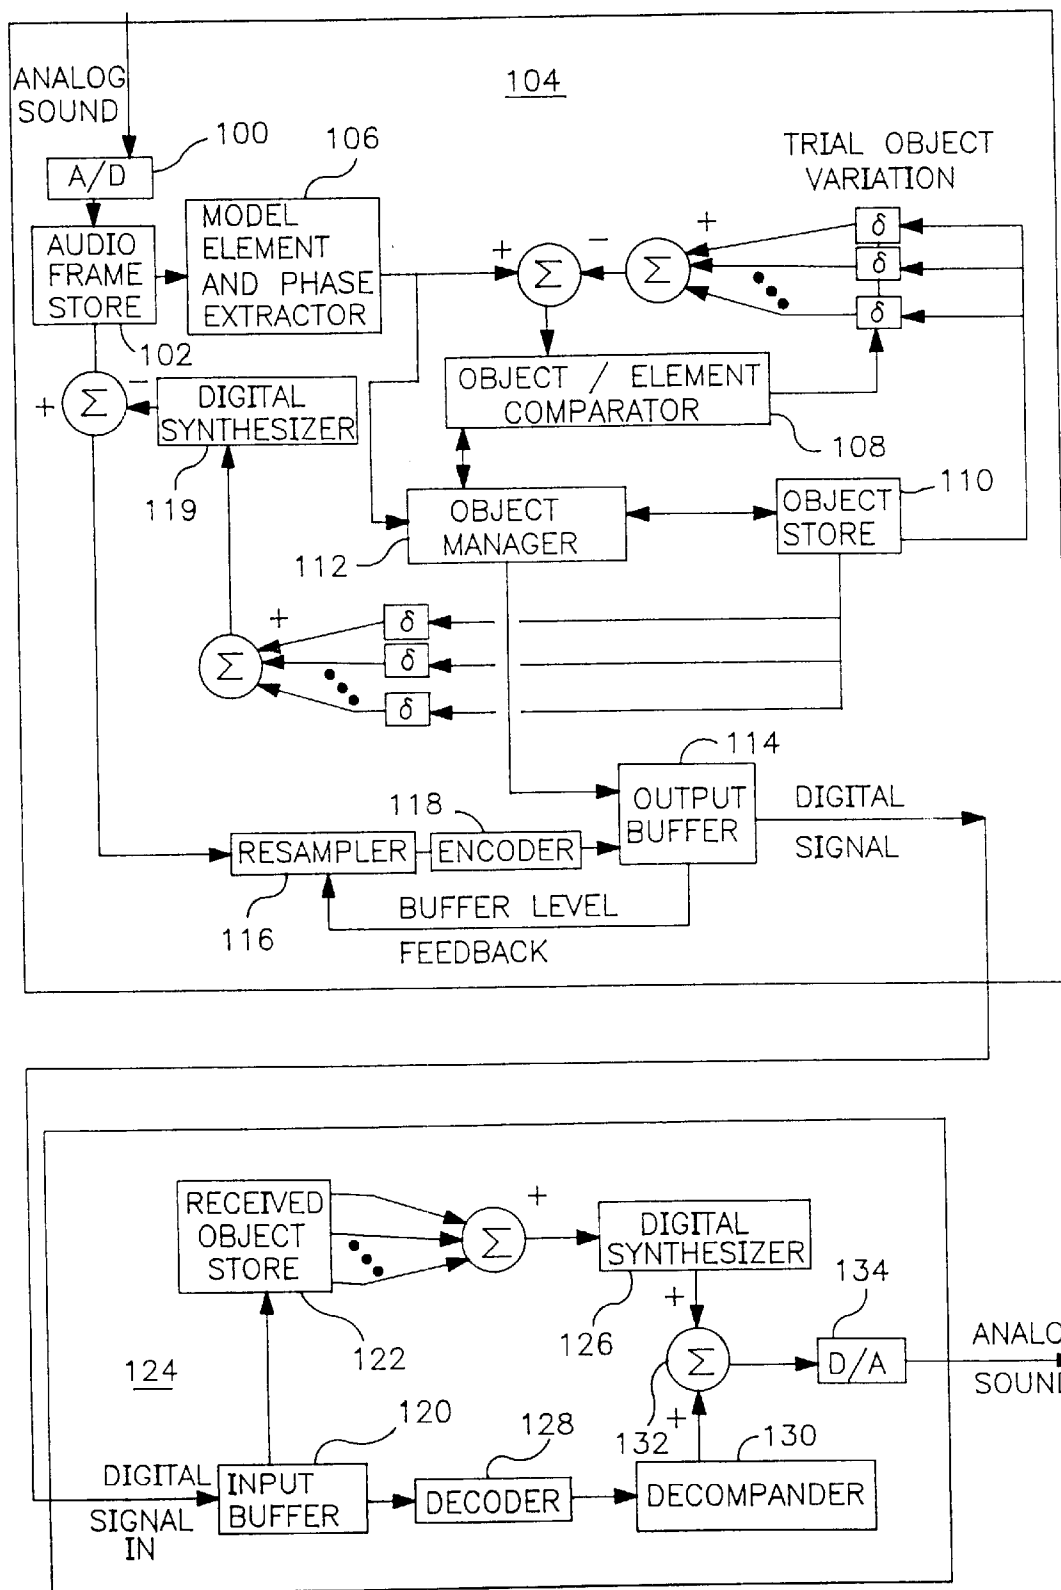 ANALOG
SOUND
104
100
106
TRIAL OBJECT
VARIATION
A/D
MODEL
ELEMENT
AND PHASE
EXTRACTOR
AUDIO
FRAME
STORE
+
−
+
δ
Σ
Σ
δ
δ
102
OBJECT / ELEMENT
COMPARATOR
+
−
Σ
DIGITAL
SYNTHESIZER
108
110
119
OBJECT
MANAGER
OBJECT
STORE
112
+
δ
Σ
δ
δ
114
118
OUTPUT
BUFFER
DIGITAL
SIGNAL
RESAMPLER
ENCODER
116
BUFFER LEVEL
FEEDBACK
RECEIVED
OBJECT
STORE
+
Σ
DIGITAL
SYNTHESIZER
134
+
122
126
124
Σ
D/A
ANALO
SOUND
120
128
132
+
130
DIGITAL
SIGNAL
IN
INPUT
BUFFER
DECODER
DECOMPANDER